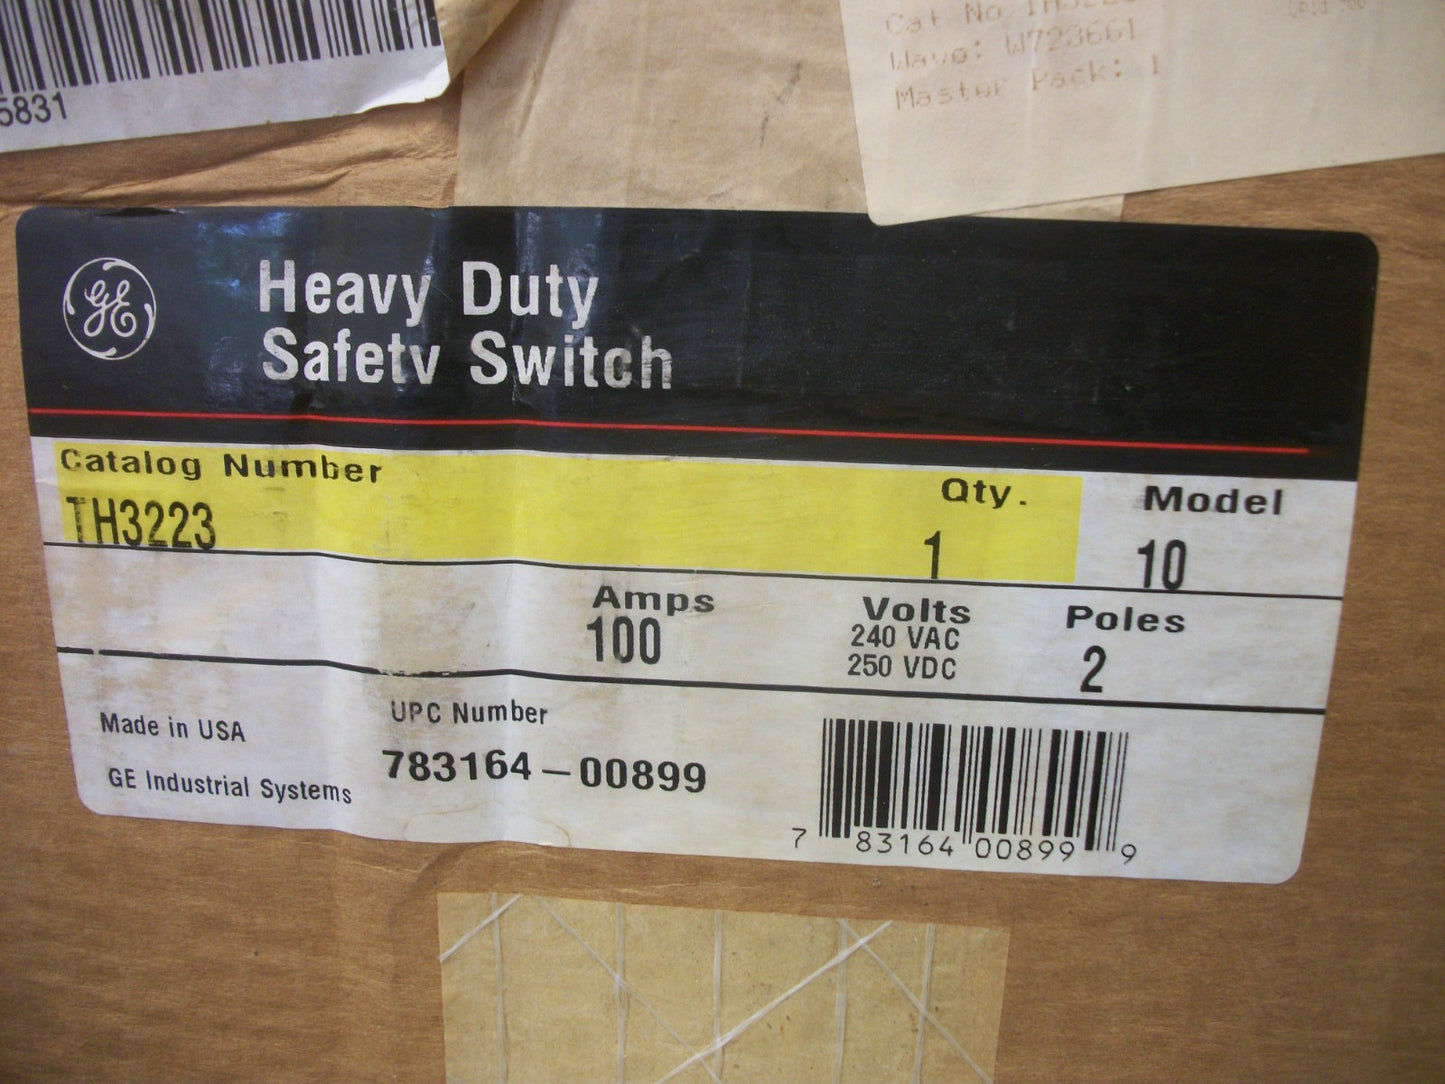 5831
Cat No
Wave: W723661
Master Pack: 1
GE
Heavy Duty
Safety Switch
Catalog Number
TH3223
Qty.
1
Model
10
Amps
100
Volts
240 VAC
250 VDC
Poles
2
Made in USA
GE Industrial Systems
UPC Number
783164-00899
7 83164 00899 9